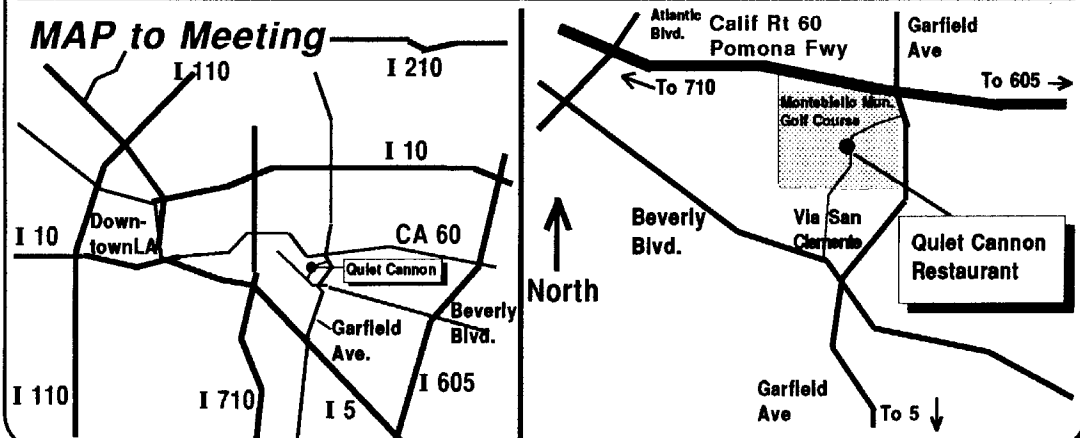 MAP to Meeting
I 110
I 210
I 10
Down-
town LA
I 10
CA 60
Quiet Cannon
Beverly
Blvd.
Garfield
Ave.
I 605
I 110
I 710
I 5
Atlantic
Blvd.
Calif Rt 60
Pomona Fwy
Garfield
Ave
To 710
To 605
Montebiello Mun.
Golf Course
Beverly
Blvd.
Via San
Clemente
Quiet Cannon
Restaurant
North
Garfield
Ave
To 5